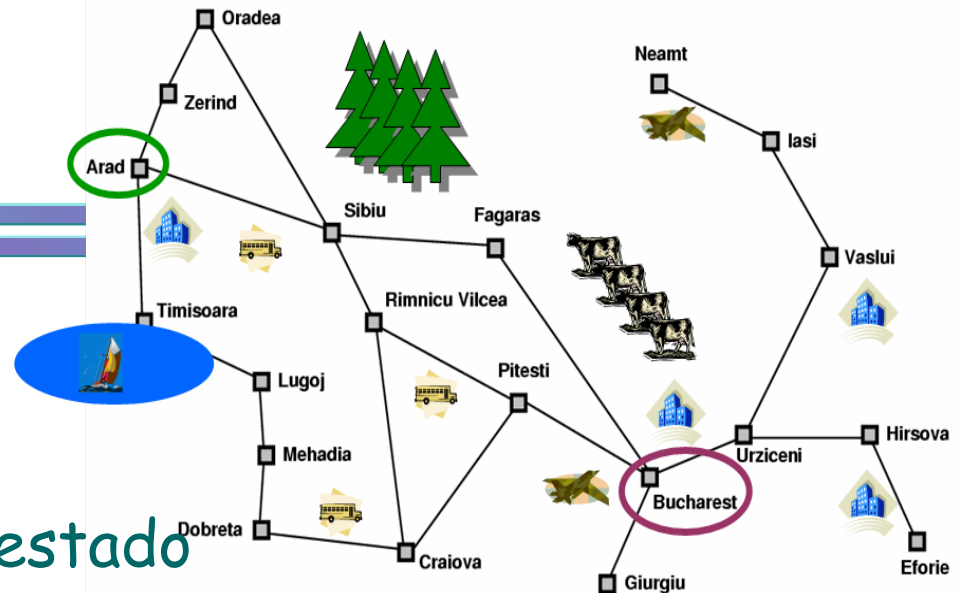 Oradea
Neamt
Zerind
Iasi
Arad
Sibiu
Fagaras
Vaslui
Rimnicu Vilcea
Timisoara
Pitesti
Lugoj
Hirsova
Mehadia
Urziceni
Bucharest
Dobreta
estado
Craiova
Eforie
Giurgiu